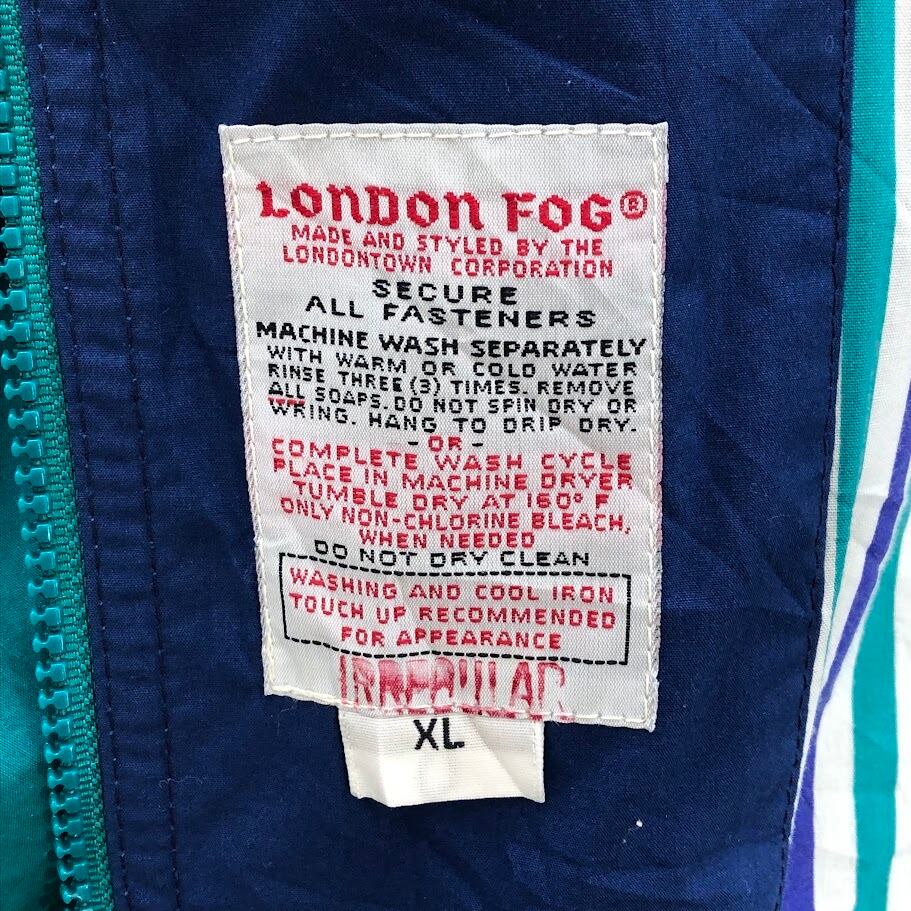 LONDON FOG®
MADE AND STYLED BY THE
LONDONTOWN CORPORATION
SECURE
ALL FASTENERS
MACHINE WASH SEPARATELY
WITH WARM OR COLD WATER
RINSE THREE (3) TIMES. REMOVE
ALL SOAPS. DO NOT SPIN DRY OR
WRING. HANG TO DRIP DRY.
- OR -
COMPLETE WASH CYCLE
PLACE IN MACHINE DRYER
TUMBLE DRY AT 160° F
ONLY NON-CHLORINE BLEACH,
WHEN NEEDED
DO NOT DRY CLEAN
WASHING AND COOL IRON
TOUCH UP RECOMMENDED
FOR APPEARANCE
IRREGULAR
XL